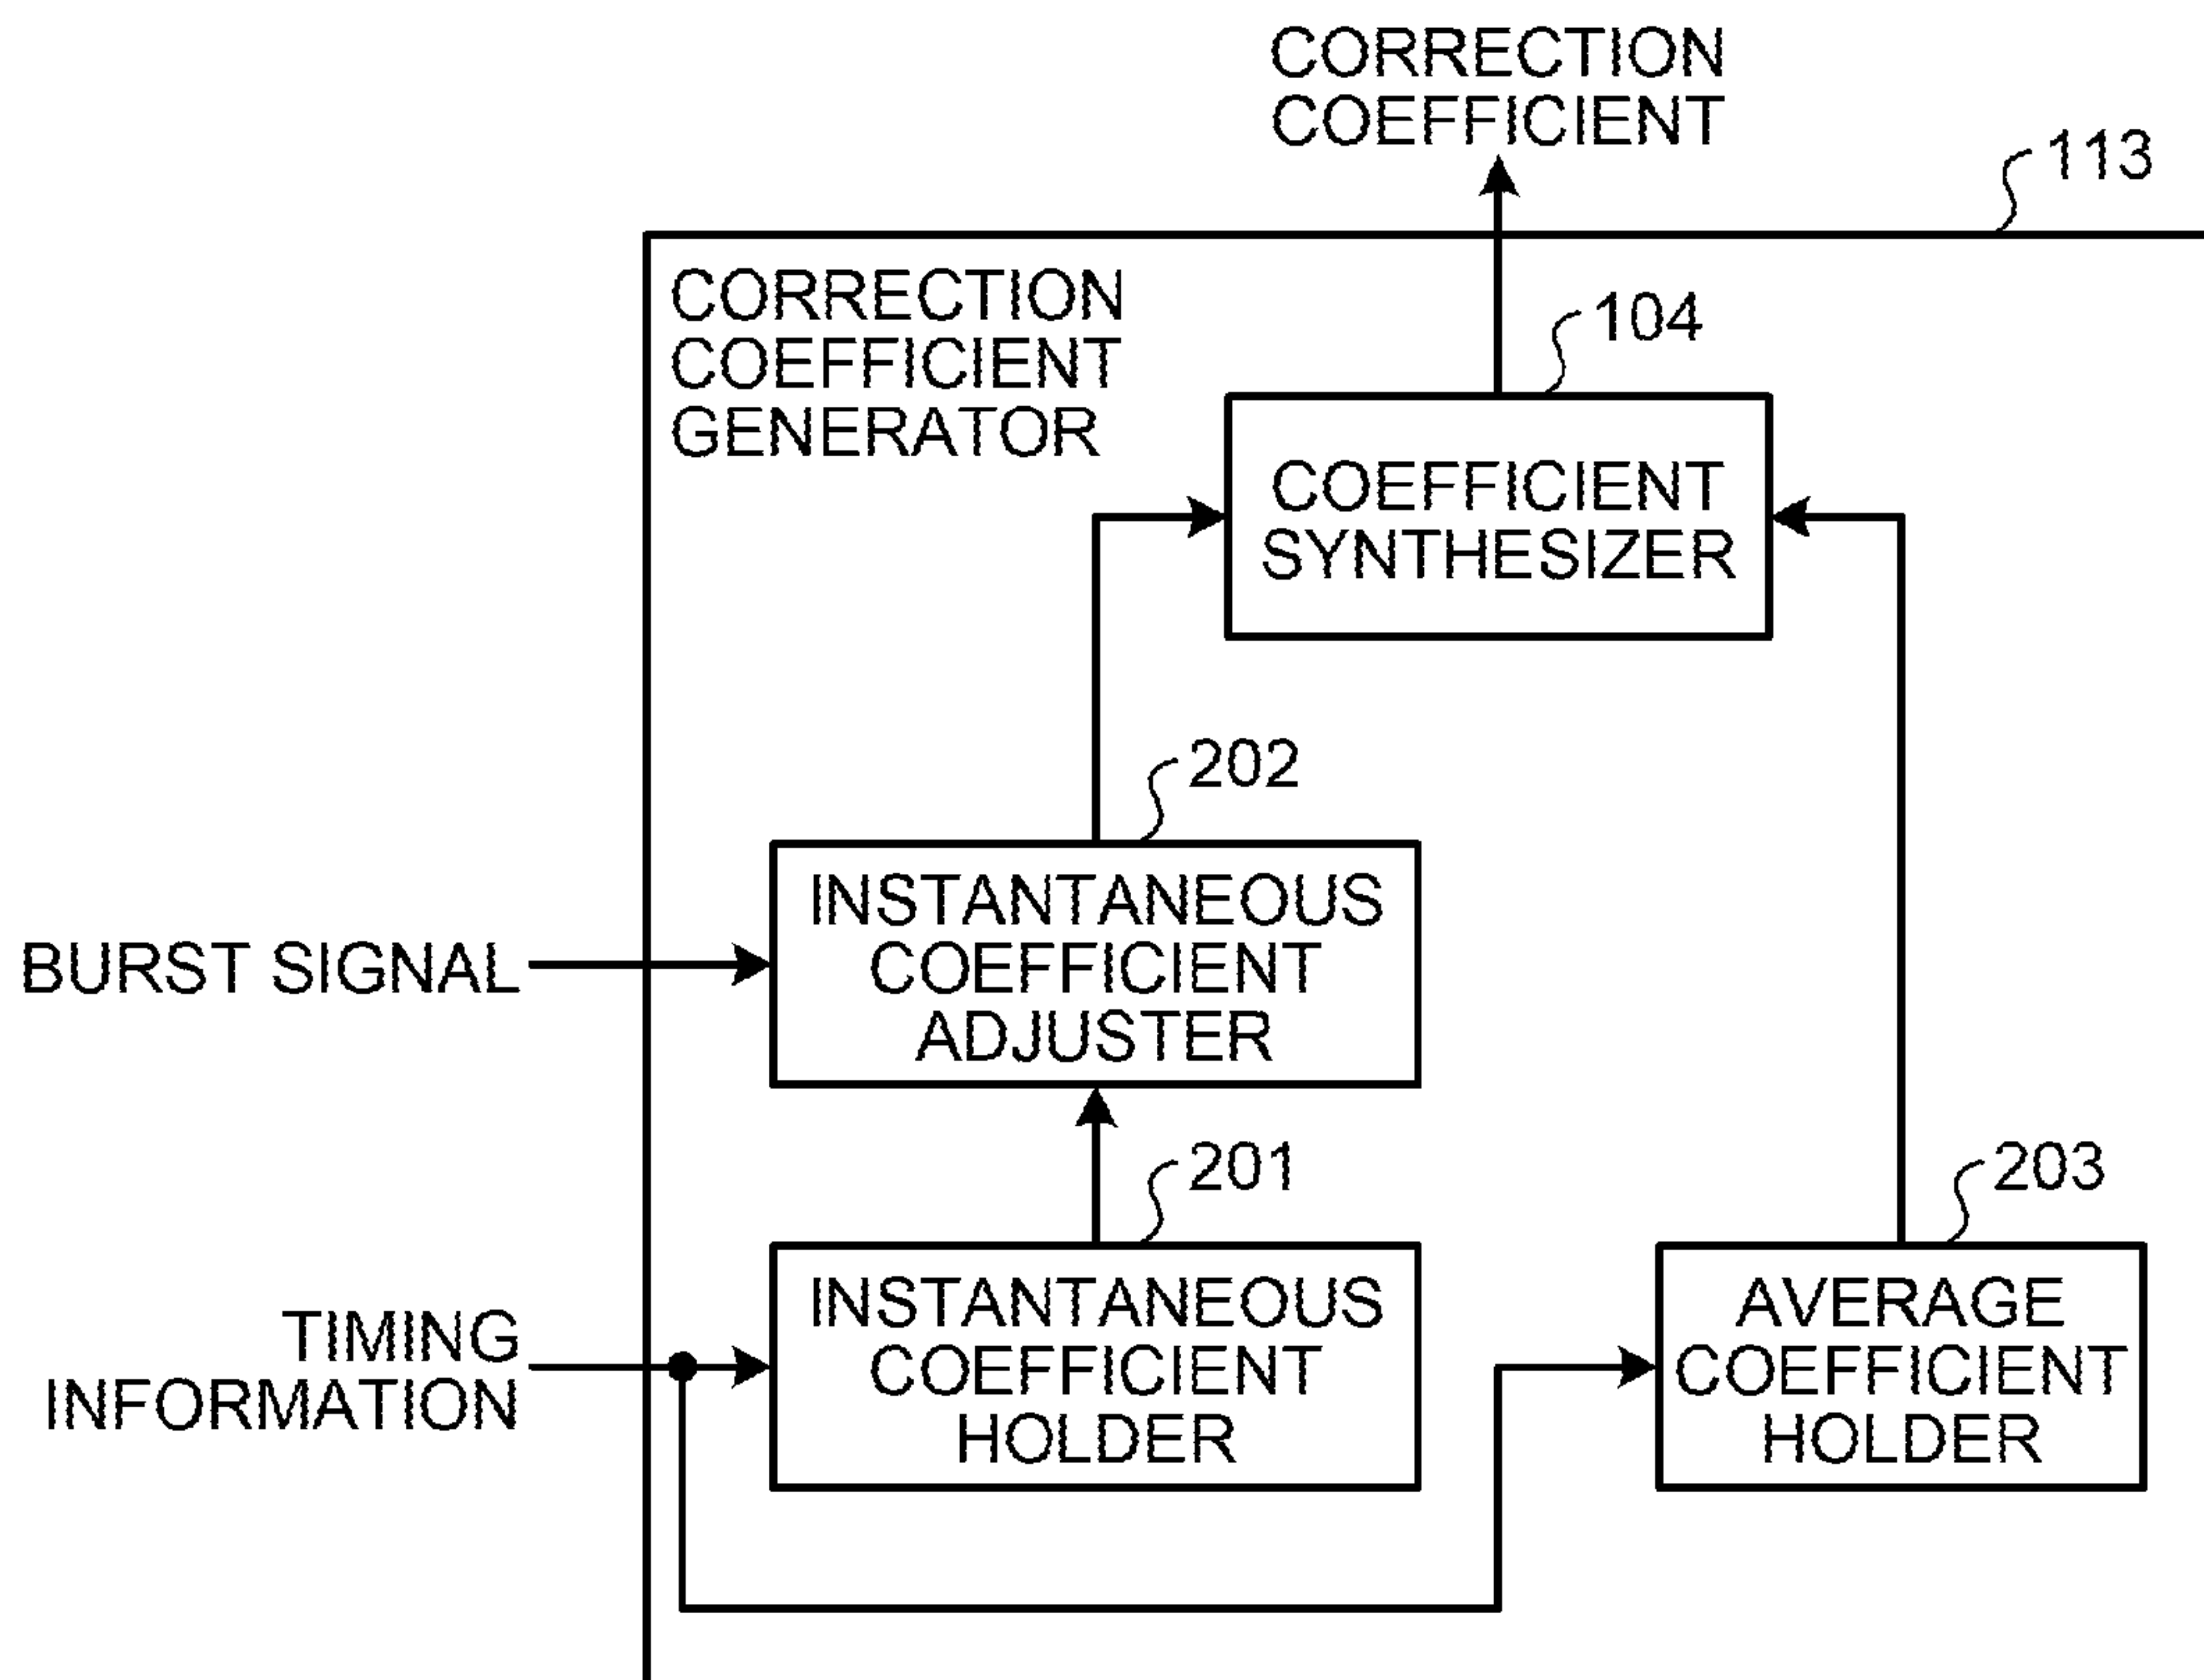 CORRECTION
COEFFICIENT
113
CORRECTION
COEFFICIENT
GENERATOR
104
COEFFICIENT
SYNTHESIZER
202
INSTANTANEOUS
COEFFICIENT
ADJUSTER
BURST SIGNAL
201
203
TIMING
INFORMATION
INSTANTANEOUS
COEFFICIENT
HOLDER
AVERAGE
COEFFICIENT
HOLDER